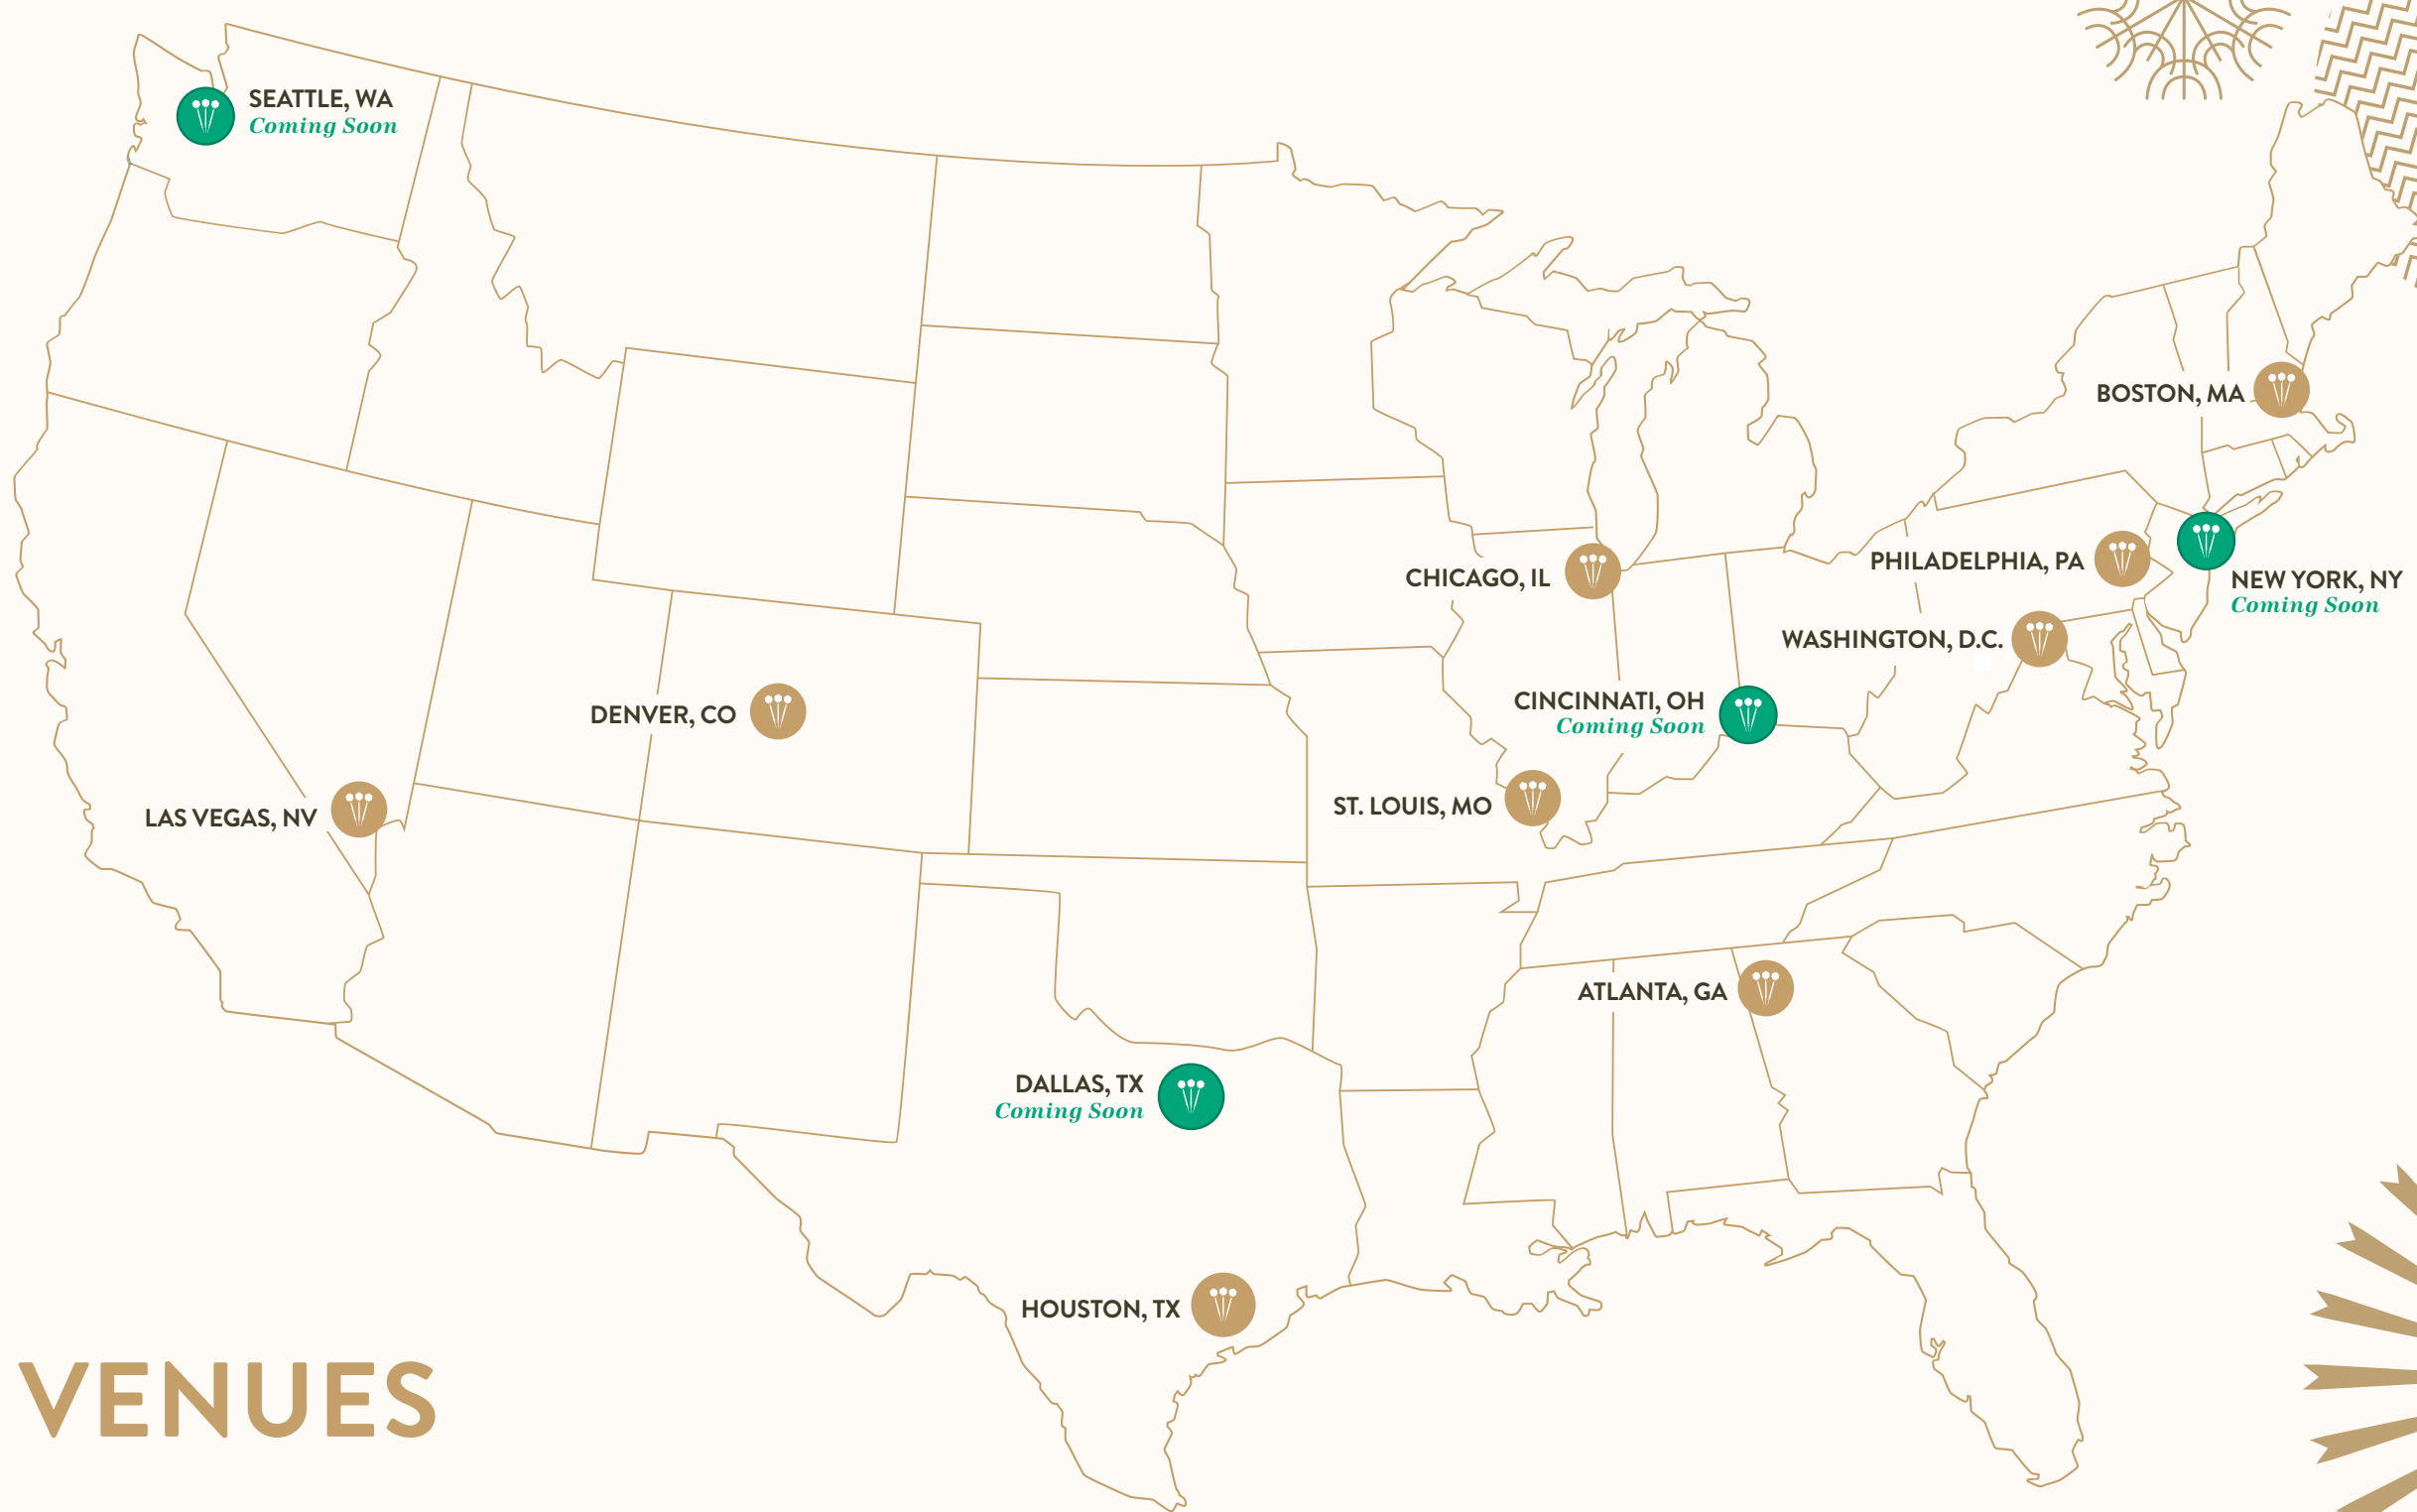 SEATTLE, WA
Coming Soon
BOSTON, MA
PHILADELPHIA, PA
CHICAGO, IL
NEW YORK, NY
Coming Soon
WASHINGTON, D.C.
CINCINNATI, OH
Coming Soon
DENVER, CO
ST. LOUIS, MO
LAS VEGAS, NV
ATLANTA, GA
DALLAS, TX
Coming Soon
HOUSTON, TX
VENUES